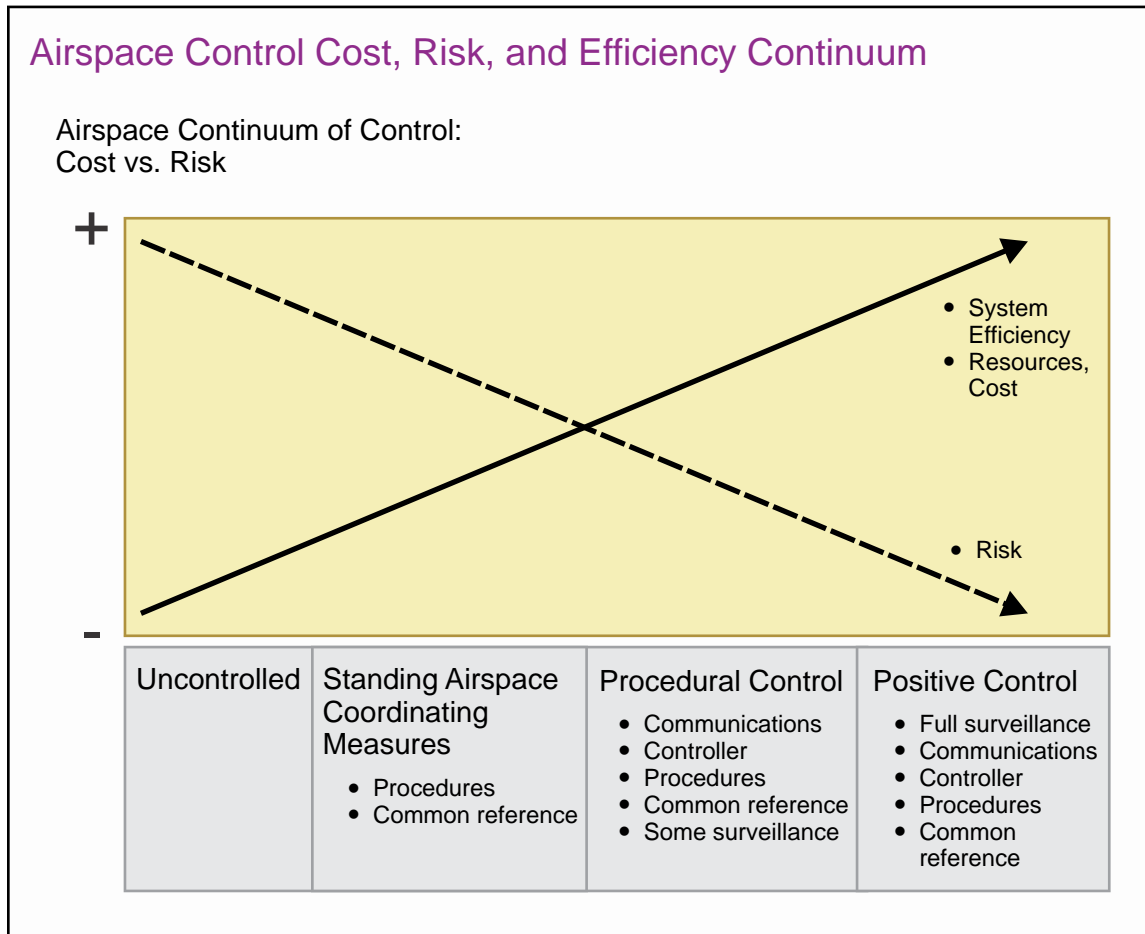 Airspace Control Cost, Risk, and Efficiency Continuum
Airspace Continuum of Control:
Cost vs. Risk
+
• System
Efficiency
• Resources,
Cost
• Risk
-
Uncontrolled
Standing Airspace
Coordinating
Measures
• Procedures
• Common reference
Procedural Control
• Communications
• Controller
• Procedures
• Common reference
• Some surveillance
Positive Control
• Full surveillance
• Communications
• Controller
• Procedures
• Common
reference